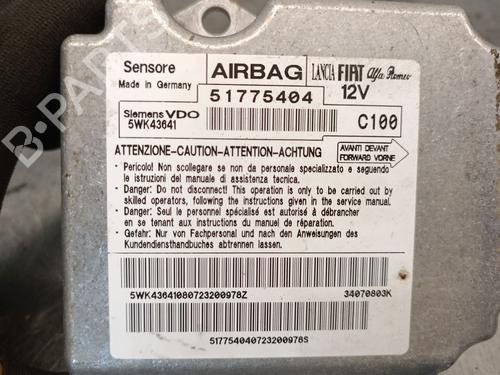 Sensore AIRBAG LANCIA FIAT Alfa Romeo
Made in Germany 51775404 12V
Siemens VDO
5WK43641 C100
ATTENZIONE-CAUTION-ATTENTION-ACHTUNG
AVANTI DEVANT
FORWARD VORNE
- Pericolo! Non scollegare se non da personale specializzato e seguendo
le istruzioni del manuale di assistenza tecnica.
- Danger: Do not disconnect! This operation is only to be carried out by
skilled operators, following the instructions given in the service manual.
- Danger: Seul le personnel spécialisé est autorisé à débrancher
en se tenant aux instructions du manuel de réparation.
- Gefahr: Nur von Fachpersonal und nach den Anweisungen des
Kundendiensthandbuches abtrennen lassen.
5WK43641080723200978Z 34070803K
517754040723200978S
B-PARTS